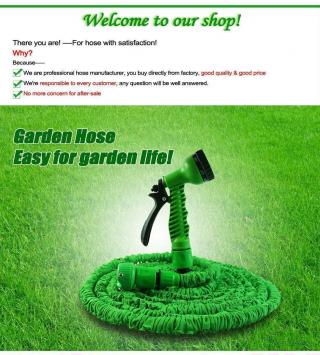 Welcome to our shop!
There you are! ----For hose with satisfaction!
Why?
Because----
We are professional hose manufacturer, you buy directly from factory, good quality & good price
We're responsible to every customer, any question will be well answered.
No more concern for after-sale
Garden Hose
Easy for garden life!